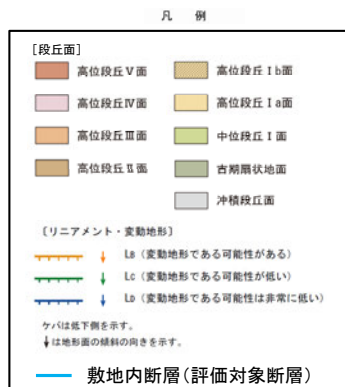 凡 例
[段丘面]
高位段丘Ⅴ面 高位段丘Ⅰb面
高位段丘Ⅳ面 高位段丘Ⅰa面
高位段丘Ⅲ面 中位段丘Ⅰ面
高位段丘Ⅱ面 古期扇状地面
沖積段丘面
〔リニアメント・変動地形〕
LB (変動地形である可能性がある)
LC (変動地形である可能性が低い)
LD (変動地形である可能性は非常に低い)
ケバは低下側を示す。
↓は地形面の傾斜の向きを示す。
敷地内断層(評価対象断層)